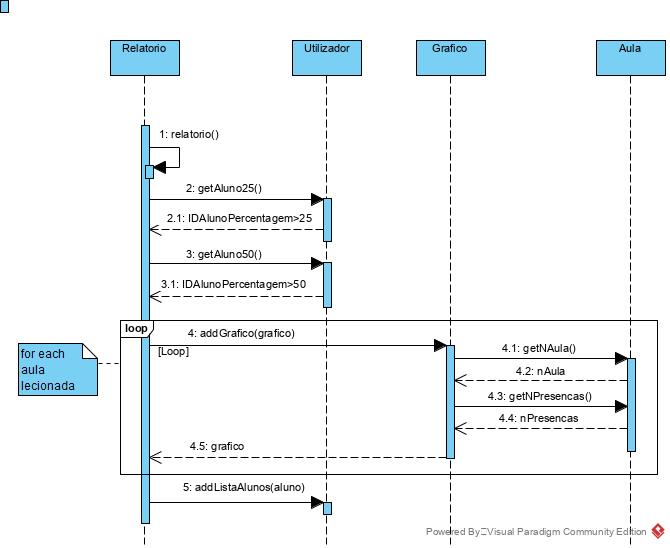 Relatorio
Utilizador
Grafico
Aula
1: relatorio()
2: getAluno25()
2.1: IDAlunoPercentagem>25
3: getAluno50()
3.1: IDAlunoPercentagem>50
loop
4: addGrafico(grafico)
[Loop]
for each
aula
lecionada
4.1: getNAula()
4.2: nAula
4.3: getNPresencas()
4.4: nPresencas
4.5: grafico
5: addListaAlunos(aluno)
Powered By Visual Paradigm Community Edition